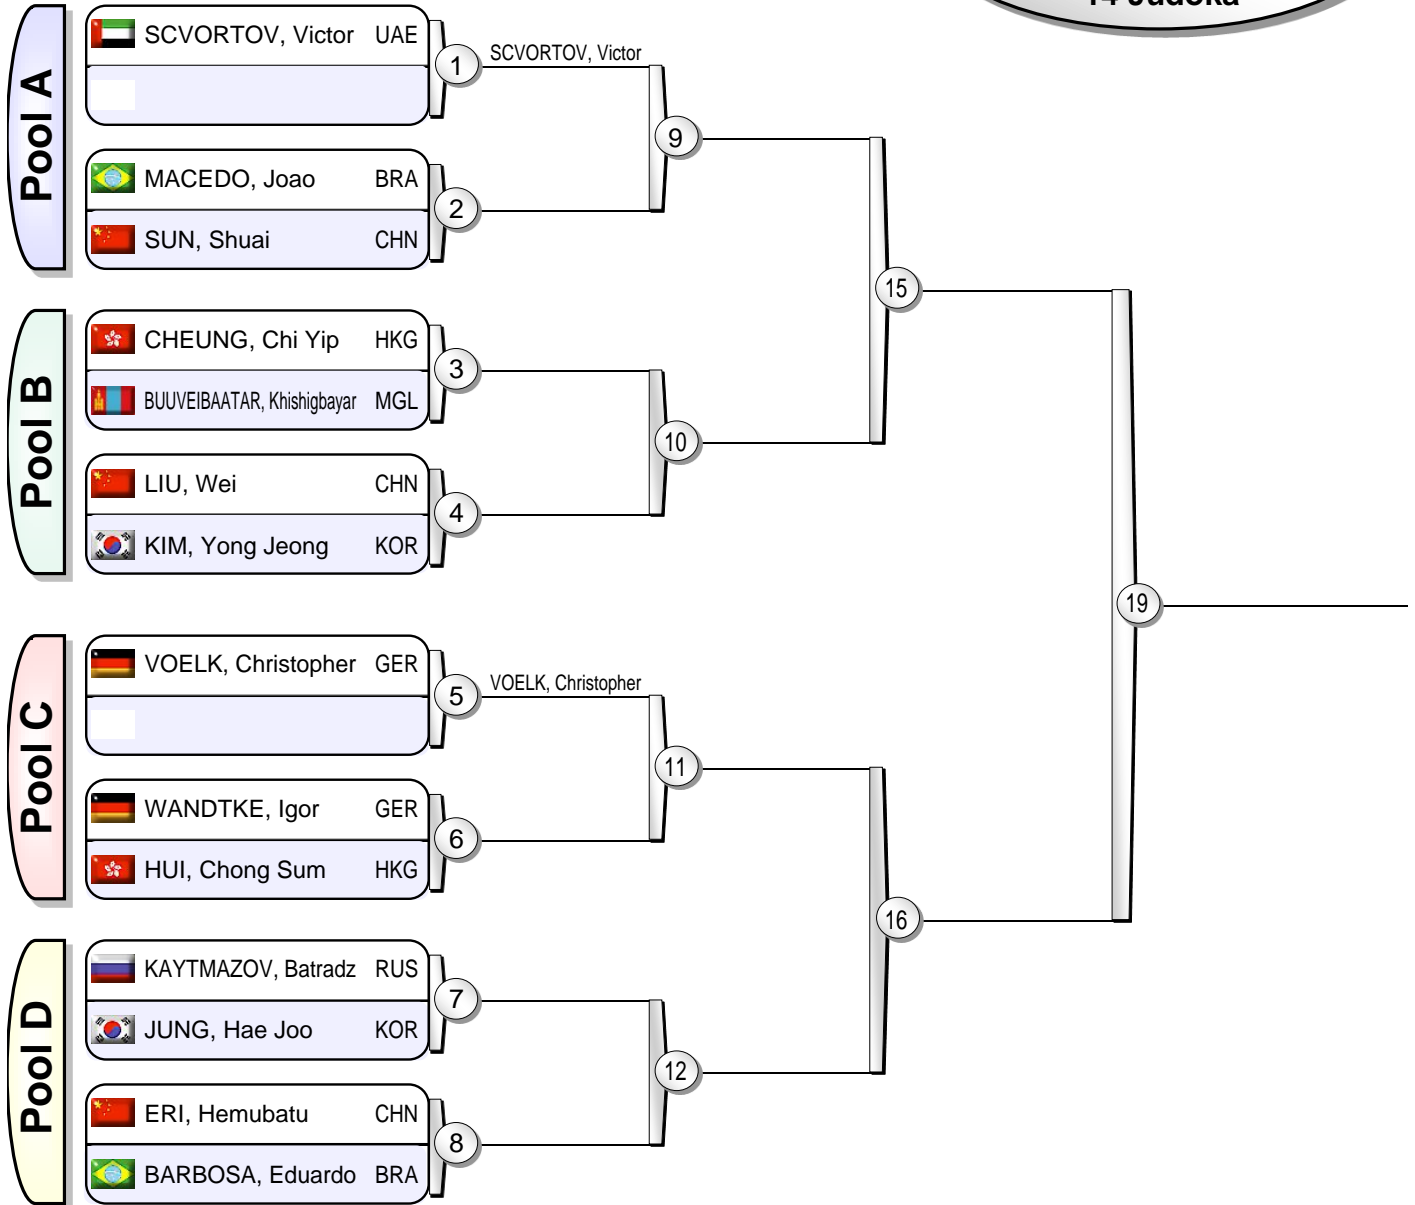 14 Judoka
Pool A
SCVORTOV, Victor UAE
1
SCVORTOV, Victor
9
MACEDO, Joao BRA
2
SUN, Shuai CHN
15
Pool B
CHEUNG, Chi Yip HKG
3
BUUVEIBAATAR, Khishigbayar MGL
10
LIU, Wei CHN
4
KIM, Yong Jeong KOR
19
Pool C
VOELK, Christopher GER
5
VOELK, Christopher
11
WANDTKE, Igor GER
6
HUI, Chong Sum HKG
16
Pool D
KAYTMAZOV, Batradz RUS
7
JUNG, Hae Joo KOR
12
ERI, Hemubatu CHN
8
BARBOSA, Eduardo BRA